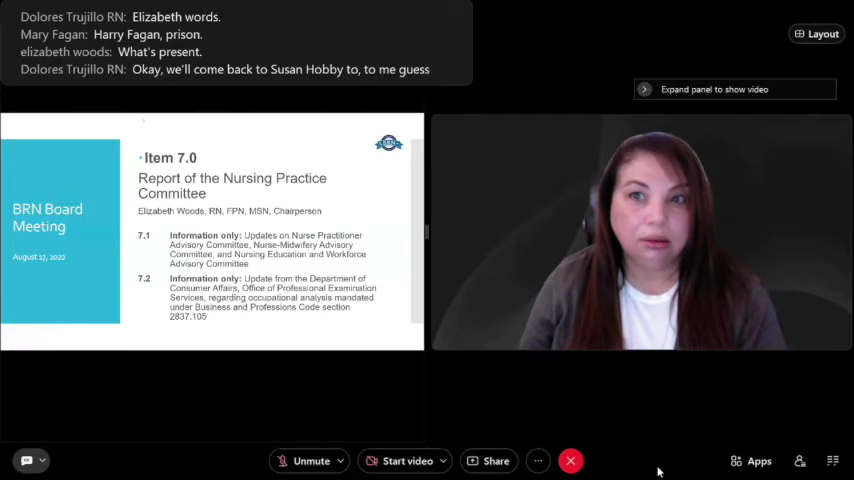 Dolores Trujillo RN: Elizabeth words.
Mary Fagan: Harry Fagan, prison.
elizabeth woods: What's present.
Dolores Trujillo RN: Okay, we'll come back to Susan Hobby to, to me guess
Layout
Expand panel to show video
BRN
BRN Board
Meeting
August 17, 2022
Item 7.0
Report of the Nursing Practice
Committee
Elizabeth Woods, RN, FPN, MSN, Chairperson
7.1 Information only: Updates on Nurse Practitioner
Advisory Committee, Nurse-Midwifery Advisory
Committee, and Nursing Education and Workforce
Advisory Committee
7.2 Information only: Update from the Department of
Consumer Affairs, Office of Professional Examination
Services, regarding occupational analysis mandated
under Business and Professions Code section
2837.105
Unmute
Start video
Share
Apps